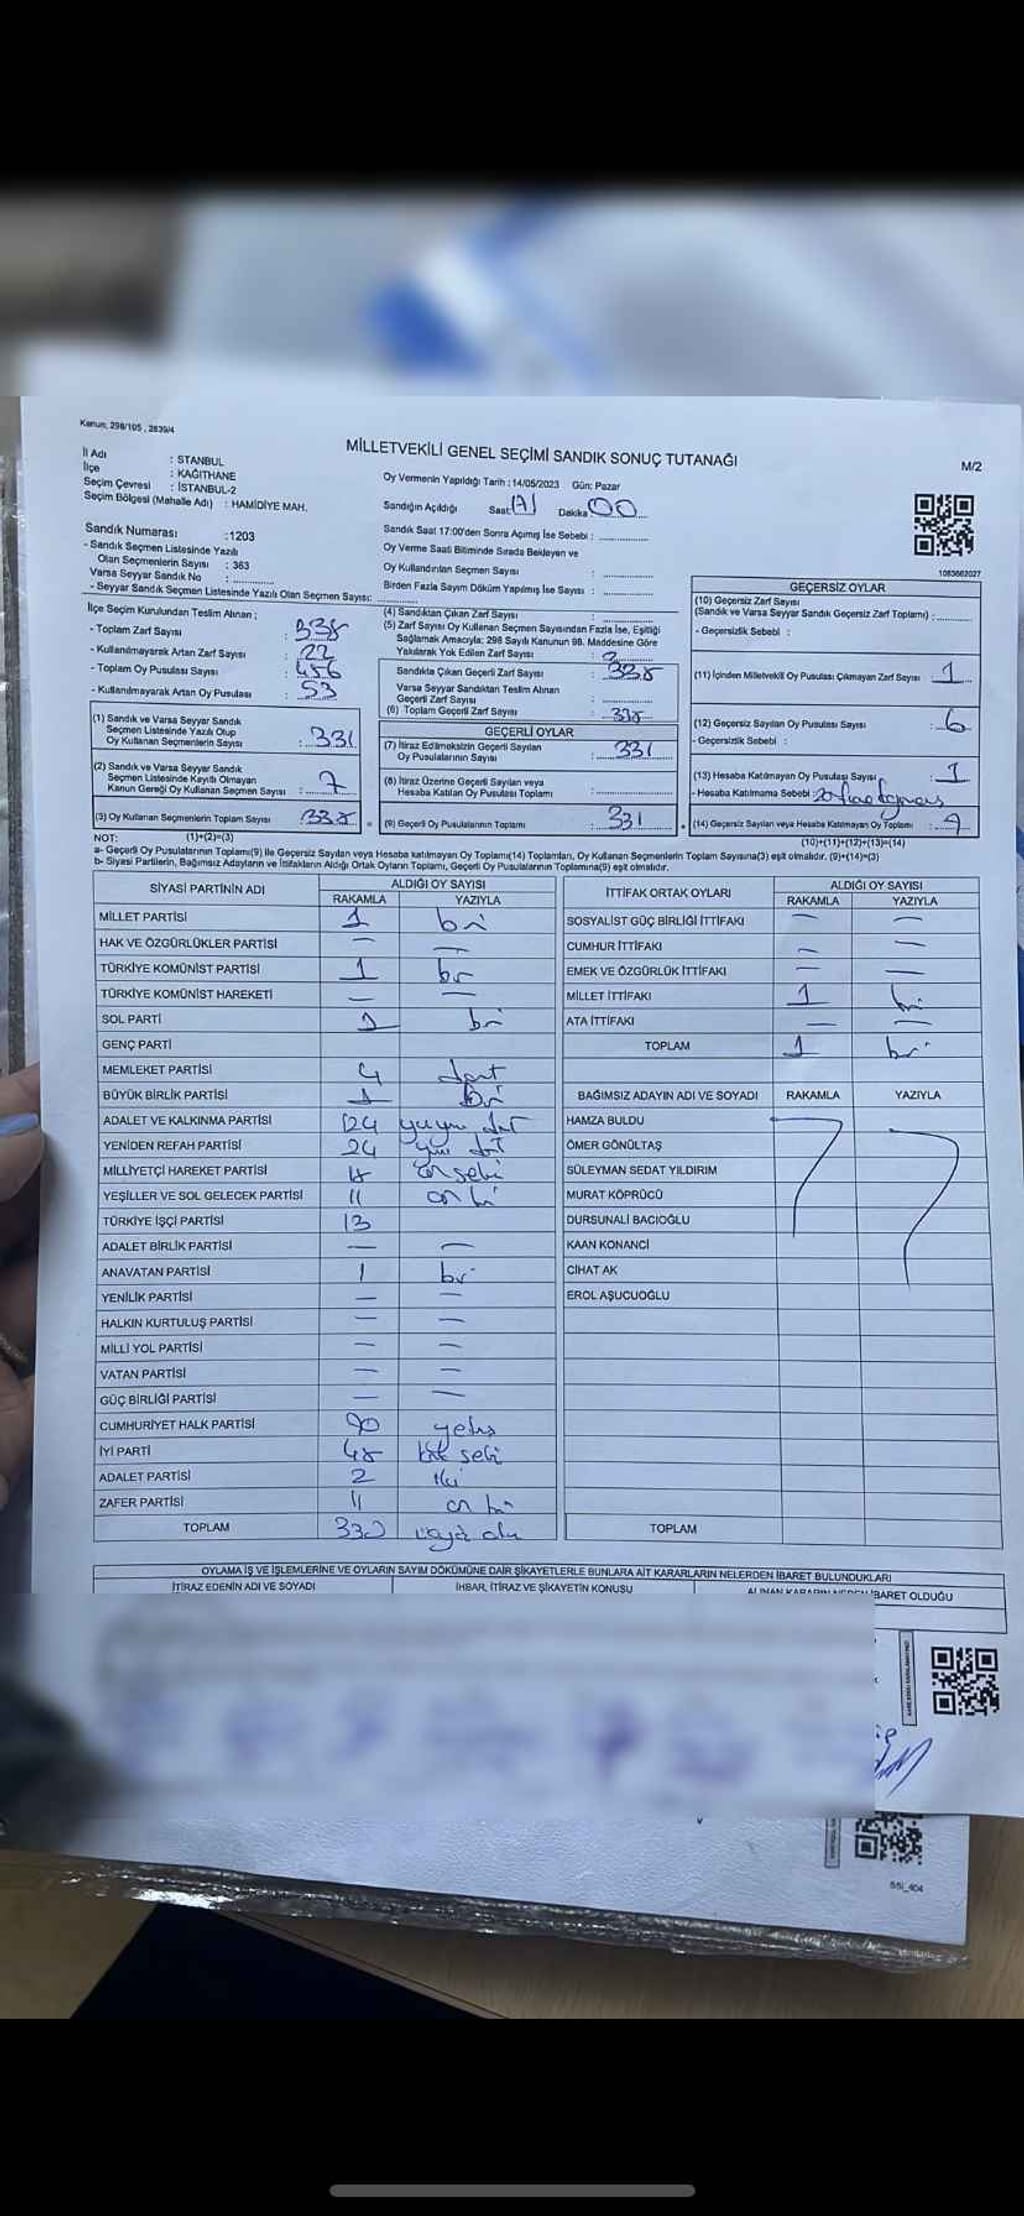 Kanun, 298/105, 2839/4
MİLLETVEKİLİ GENEL SEÇİMİ SANDIK SONUÇ TUTANAĞI
M/2
İl Adı : STANBUL
İlçe : KAĞITHANE
Seçim Çevresi : İSTANBUL-2
Seçim Bölgesi (Mahalle Adı) : HAMİDİYE MAH.
Oy Vermenin Yapıldığı Tarih : 14/05/2023 Gün: Pazar
Sandığın Açıldığı Saat Dakika 00
Sandık Saat 17:00'den Sonra Açımış İse Sebebi :
Oy Verme Saati Bitiminde Sırada Bekleyen ve
Oy Kullandırılan Seçmen Sayısı :
Birden Fazla Sayım Döküm Yapılmış İse Sayısı :
Sandık Numarası :1203
- Sandık Seçmen Listesinde Yazılı
Olan Seçmenlerin Sayısı : 363
Varsa Seyyar Sandık No :
- Seyyar Sandık Seçmen Listesinde Yazılı Olan Seçmen Sayısı:
1083662027
İlçe Seçim Kurulundan Teslim Alınan ;
- Toplam Zarf Sayısı :
- Kullanılmayarak Artan Zarf Sayısı : 22
- Toplam Oy Pusulası Sayısı : 456
- Kullanılmayarak Artan Oy Pusulası : 53
(1) Sandık ve Varsa Seyyar Sandık
Seçmen Listesinde Yazılı Olup
Oy Kullanan Seçmenlerin Sayısı : 331
(2) Sandık ve Varsa Seyyar Sandık
Seçmen Listesinde Kayıtlı Olmayan
Kanun Gereği Oy Kullanan Seçmen Sayısı : 7
(3) Oy Kullanan Seçmenlerin Toplam Sayısı : 338
(4) Sandıktan Çıkan Zarf Sayısı :
(5) Zarf Sayısı Oy Kullanan Seçmen Sayısından Fazla İse, Eşitliği
Sağlamak Amacıyla; 298 Sayılı Kanunun 98. Maddesine Göre
Yakılarak Yok Edilen Zarf Sayısı :
Sandıkta Çıkan Geçerli Zarf Sayısı : 338
Varsa Seyyar Sandıktan Teslim Alınan
Geçerli Zarf Sayısı :
(6) Toplam Geçerli Zarf Sayısı : 338
GEÇERLİ OYLAR
(7) İtiraz Edilmeksizin Geçerli Sayılan
Oy Pusulalarının Sayısı : 331
(8) İtiraz Üzerine Geçerli Sayılan veya
Hesaba Katılan Oy Pusulası Toplamı :
(9) Geçerli Oy Pusulalarının Toplamı : 331
GEÇERSİZ OYLAR
(10) Geçersiz Zarf Sayısı
(Sandık ve Varsa Seyyar Sandık Geçersiz Zarf Toplamı) :
- Geçersizlik Sebebi :
(11) İçinden Milletvekili Oy Pusulası Çıkmayan Zarf Sayısı : 1
(12) Geçersiz Sayılan Oy Pusulası Sayısı : 6
- Geçersizlik Sebebi :
(13) Hesaba Katılmayan Oy Pusulası Sayısı : 1
- Hesaba Katılmama Sebebi :
(14) Geçersiz Sayılan veya Hesaba Katılmayan Oy Toplamı :
NOT: (1)+(2)=(3)
(10)+(11)+(12)+(13)=(14)
a- Geçerli Oy Pusulalarının Toplamı(9) ile Geçersiz Sayılan veya Hesaba katılmayan Oy Toplamı(14) Toplamları, Oy Kullanan Seçmenlerin Toplam Sayısına(3) eşit olmalıdır. (9)+(14)=(3)
b- Siyasi Partilerin, Bağımsız Adayların ve İttifakların Aldığı Ortak Oyların Toplamı, Geçerli Oy Pusulalarının Toplamına(9) eşit olmalıdır.
SİYASİ PARTİNİN ADI ALDIĞI OY SAYISI
RAKAMLA YAZIYLA
MİLLET PARTİSİ 1 bir
HAK VE ÖZGÜRLÜKLER PARTİSİ — —
TÜRKİYE KOMÜNİST PARTİSİ 1 bir
TÜRKİYE KOMÜNİST HAREKETİ — —
SOL PARTİ 1 bir
GENÇ PARTİ
MEMLEKET PARTİSİ 4 dört
BÜYÜK BİRLİK PARTİSİ 1 bir
ADALET VE KALKINMA PARTİSİ 124
YENİDEN REFAH PARTİSİ 24
MİLLİYETÇİ HAREKET PARTİSİ
YEŞİLLER VE SOL GELECEK PARTİSİ 11 on bir
TÜRKİYE İŞÇİ PARTİSİ 13
ADALET BİRLİK PARTİSİ — —
ANAVATAN PARTİSİ 1 bir
YENİLİK PARTİSİ — —
HALKIN KURTULUŞ PARTİSİ — —
MİLLİ YOL PARTİSİ — —
VATAN PARTİSİ — —
GÜÇ BİRLİĞİ PARTİSİ — —
CUMHURİYET HALK PARTİSİ
İYİ PARTİ 48
ADALET PARTİSİ 2 iki
ZAFER PARTİSİ 11 on bir
TOPLAM 330
İTTİFAK ORTAK OYLARI ALDIĞI OY SAYISI
RAKAMLA YAZIYLA
SOSYALİST GÜÇ BİRLİĞİ İTTİFAKI — —
CUMHUR İTTİFAKI — —
EMEK VE ÖZGÜRLÜK İTTİFAKI — —
MİLLET İTTİFAKI 1 bir
ATA İTTİFAKI — —
TOPLAM 1 bir
BAĞIMSIZ ADAYIN ADI VE SOYADI RAKAMLA YAZIYLA
HAMZA BULDU
ÖMER GÖNÜLTAŞ
SÜLEYMAN SEDAT YILDIRIM
MURAT KÖPRÜCÜ
DURSUNALİ BACIOĞLU
KAAN KONANCİ
CİHAT AK
EROL AŞUCUOĞLU
TOPLAM
OYLAMA İŞ VE İŞLEMLERİNE VE OYLARIN SAYIM DÖKÜMÜNE DAİR ŞİKAYETLERLE BUNLARA AİT KARARLARIN NELERDEN İBARET BULUNDUKLARI
İTİRAZ EDENİN ADI VE SOYADI İHBAR, İTİRAZ VE ŞİKAYETİN KONUSU ALINAN KARARIN NEDEN İBARET OLDUĞU
SSİ_404